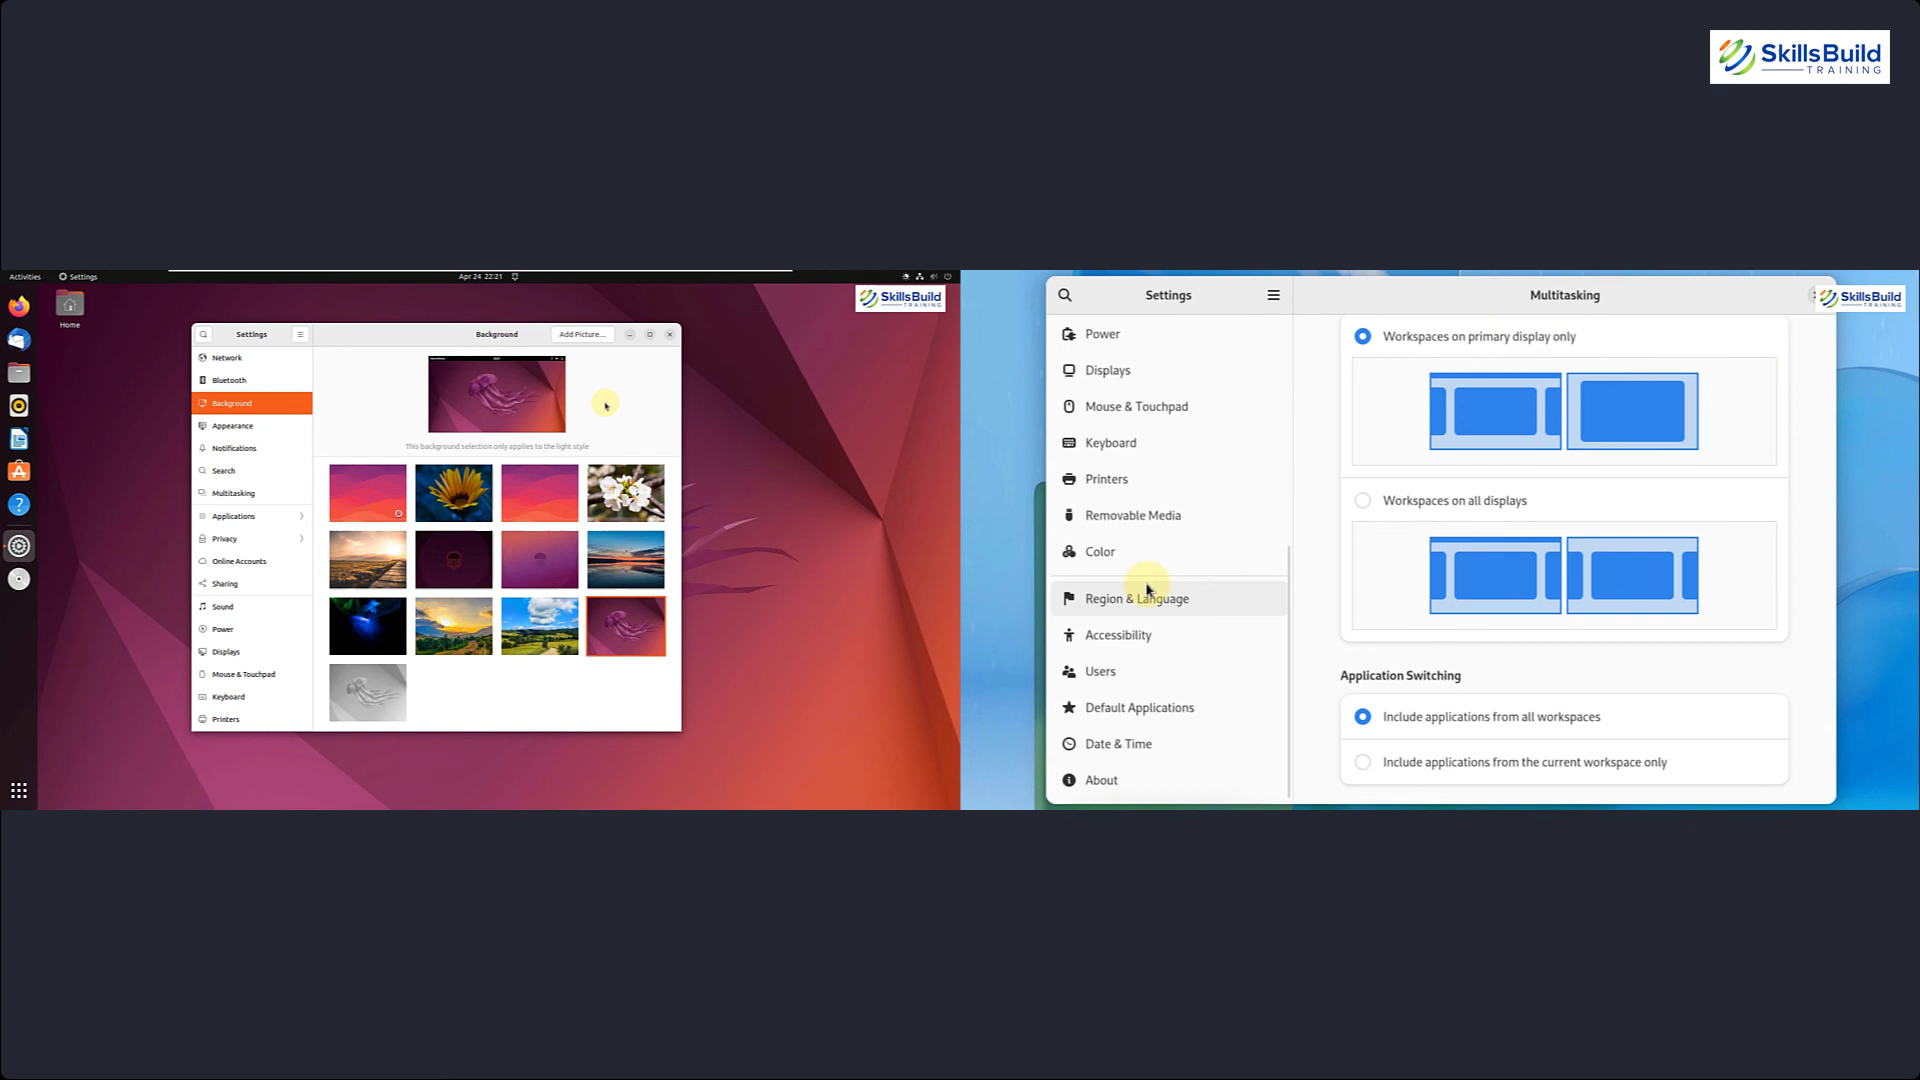 SkillsBuild
TRAINING
Activities
Settings
Apr 24 22:21
SkillsBuild
TRAINING
Home
Settings
Background
Add Picture...
Network
Bluetooth
Background
Appearance
Notifications
Search
Multitasking
Applications
Privacy
Online Accounts
Sharing
Sound
Power
Displays
Mouse & Touchpad
Keyboard
Printers
This background selection only applies to the light style
Settings
Multitasking
SkillsBuild
TRAINING
Power
Displays
Mouse & Touchpad
Keyboard
Printers
Removable Media
Color
Region & Language
Accessibility
Users
Default Applications
Date & Time
About
Workspaces on primary display only
Workspaces on all displays
Application Switching
Include applications from all workspaces
Include applications from the current workspace only